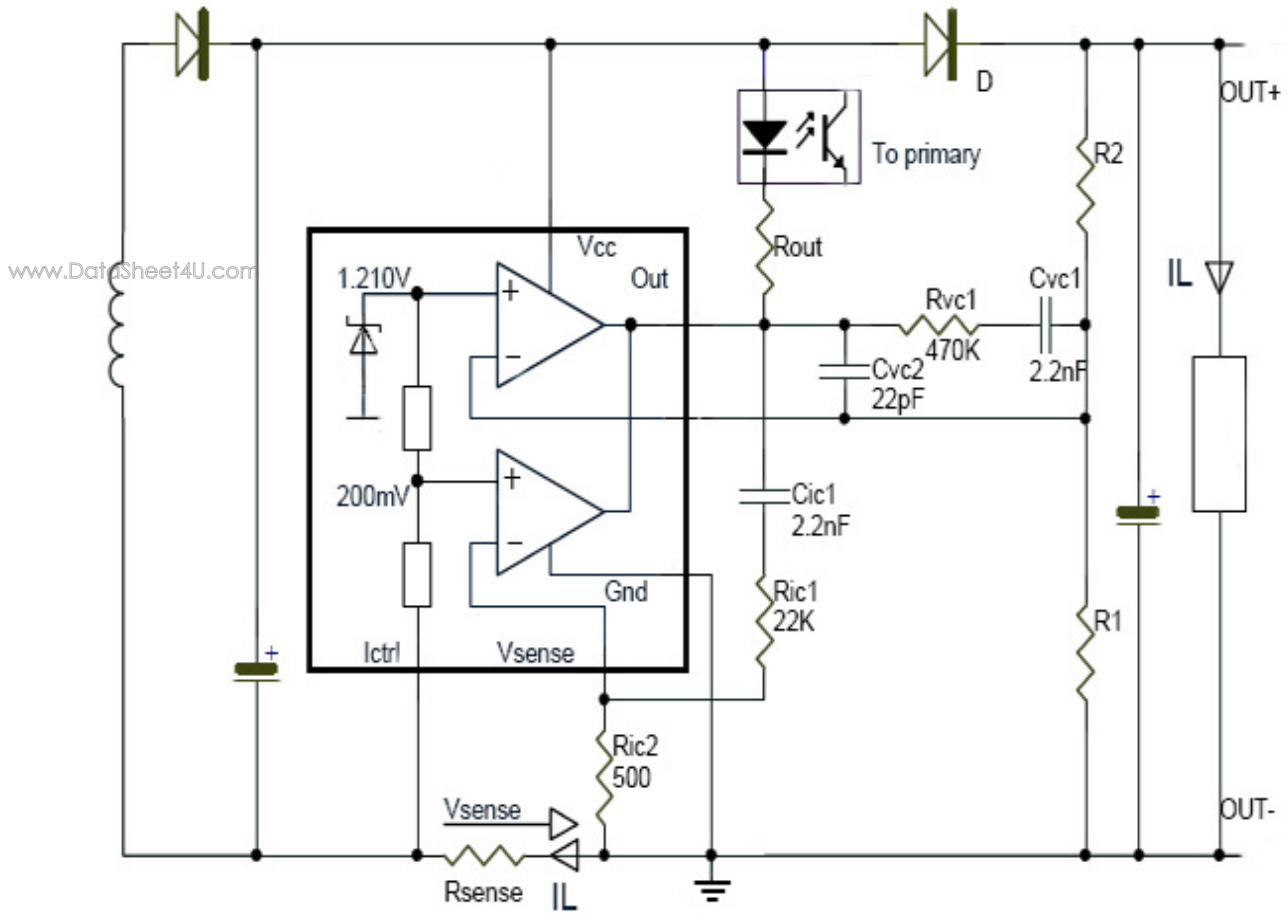 D
OUT+
To primary
R2
Vcc
Rout
www.DataSheet4U.com
1.210V
Out
IL
Cvc1
+
Rvc1
470K
2.2nF
−
Cvc2
22pF
200mV
+
Cic1
2.2nF
+
−
Gnd
Ric1
22K
R1
Ictrl
Vsense
+
Ric2
500
Vsense
OUT-
Rsense
IL